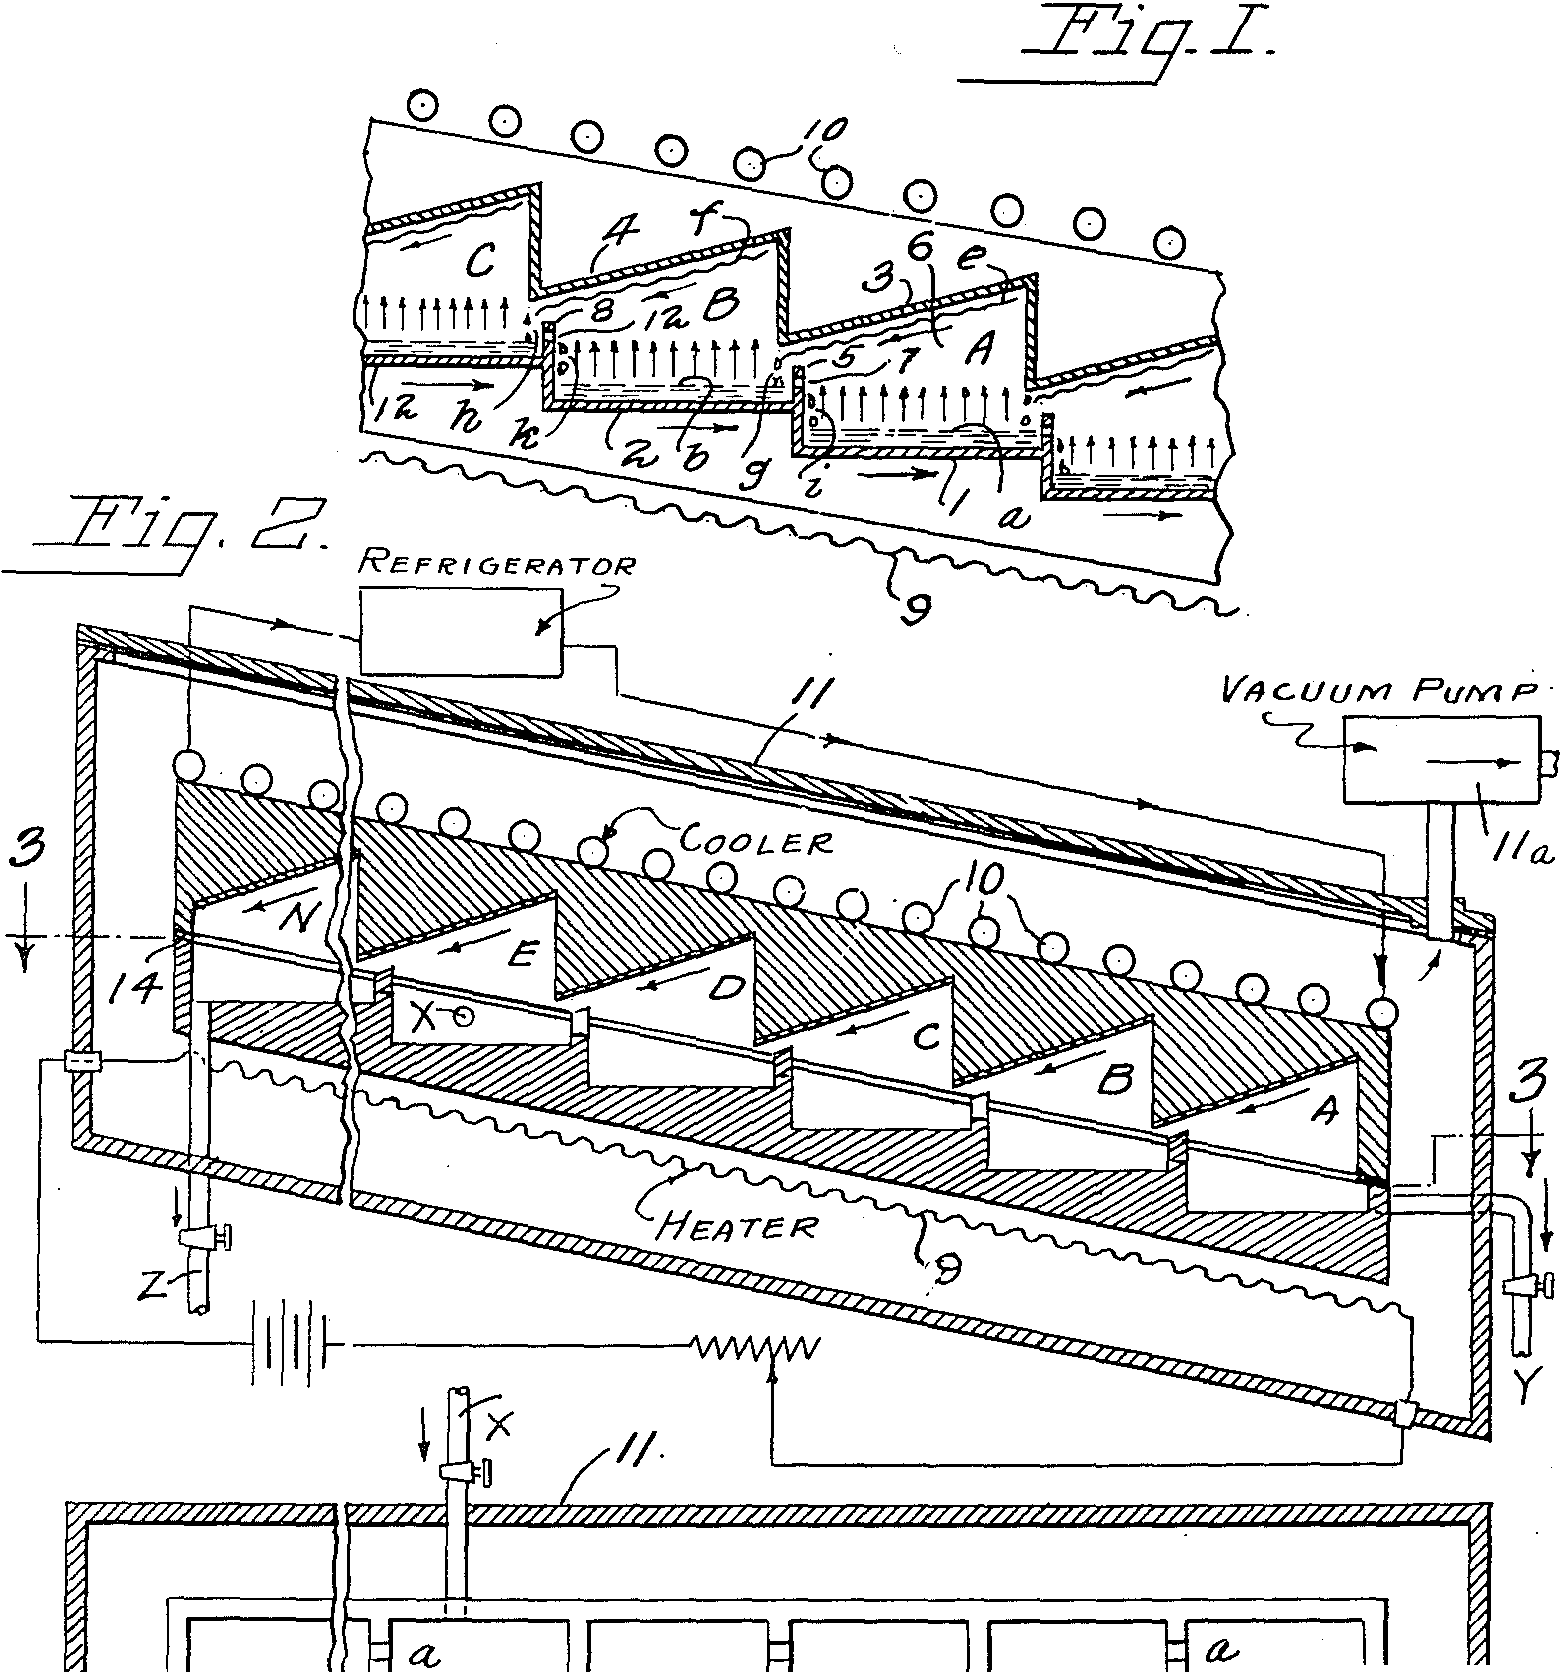 Fig. 1.
10
C
4
f
6
e
3
8
12
B
5
7
A
12
h
k
2
b
g
i
1
a
9
Fig. 2.
REFRIGERATOR
11
VACUUM PUMP
11a
3
COOLER
10
N
E
D
C
B
A
14
X
3
HEATER
9
Z
Y
X
11.
a
a